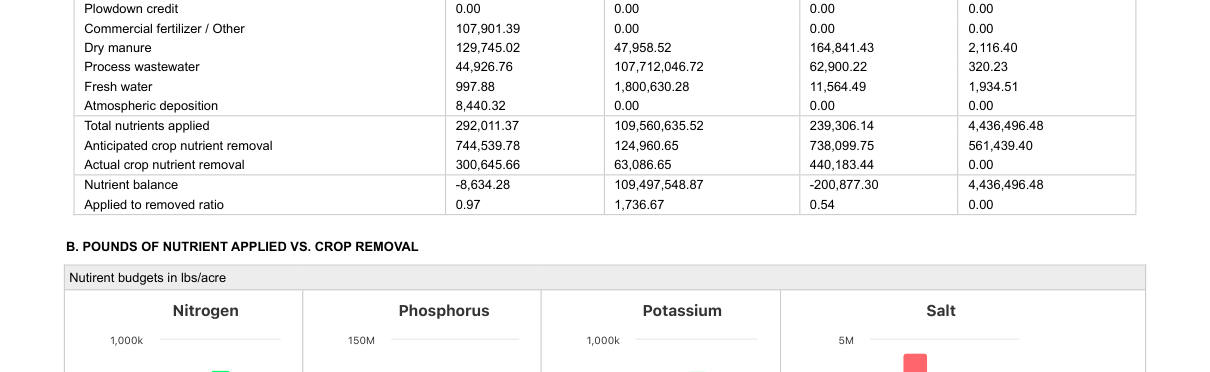 Plowdown credit 0.00 0.00 0.00 0.00
Commercial fertilizer / Other 107,901.39 0.00 0.00 0.00
Dry manure 129,745.02 47,958.52 164,841.43 2,116.40
Process wastewater 44,926.76 107,712,046.72 62,900.22 320.23
Fresh water 997.88 1,800,630.28 11,564.49 1,934.51
Atmospheric deposition 8,440.32 0.00 0.00 0.00
Total nutrients applied 292,011.37 109,560,635.52 239,306.14 4,436,496.48
Anticipated crop nutrient removal 744,539.78 124,960.65 738,099.75 561,439.40
Actual crop nutrient removal 300,645.66 63,086.65 440,183.44 0.00
Nutrient balance -8,634.28 109,497,548.87 -200,877.30 4,436,496.48
Applied to removed ratio 0.97 1,736.67 0.54 0.00
B. POUNDS OF NUTRIENT APPLIED VS. CROP REMOVAL
Nutirent budgets in lbs/acre
Nitrogen Phosphorus Potassium Salt
1,000k 150M 1,000k 5M